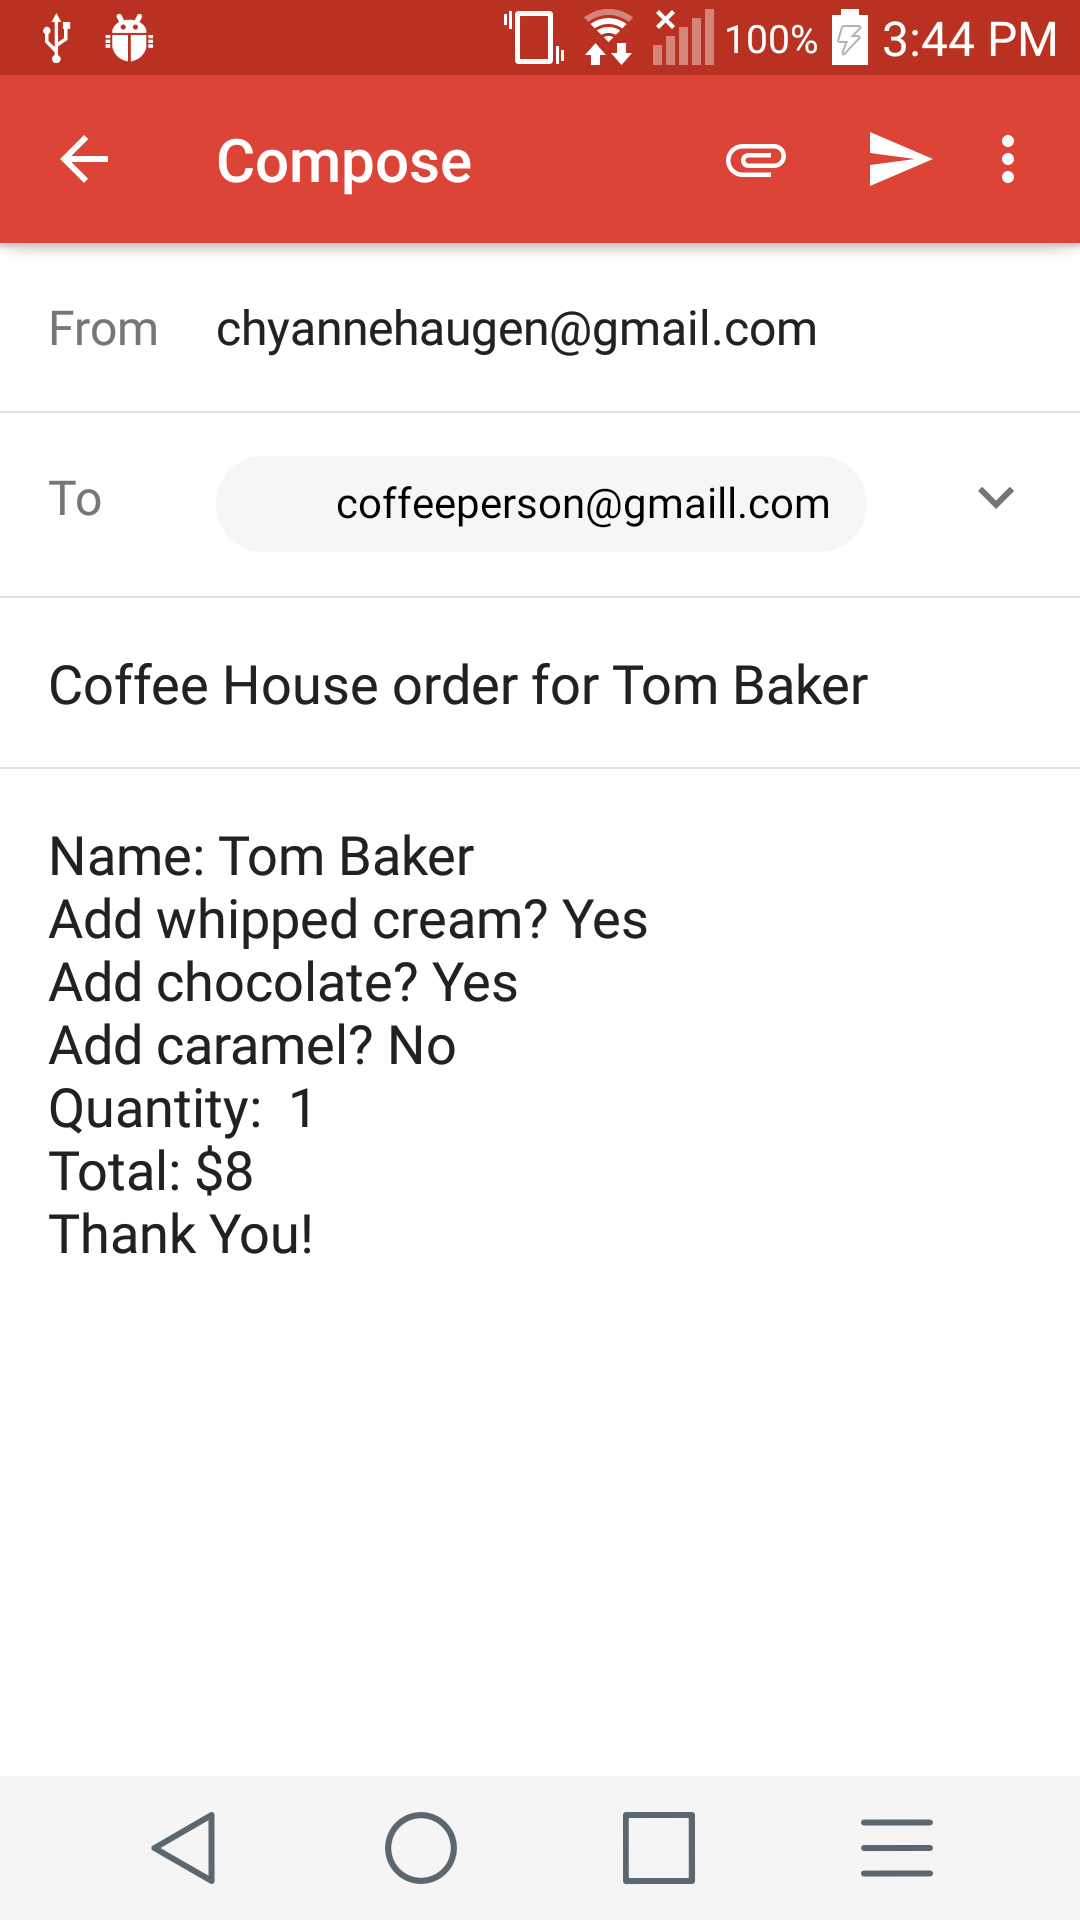 100% 3:44 PM
Compose
From chyannehaugen@gmail.com
To coffeeperson@gmaill.com
Coffee House order for Tom Baker
Name: Tom Baker
Add whipped cream? Yes
Add chocolate? Yes
Add caramel? No
Quantity:  1
Total: $8
Thank You!